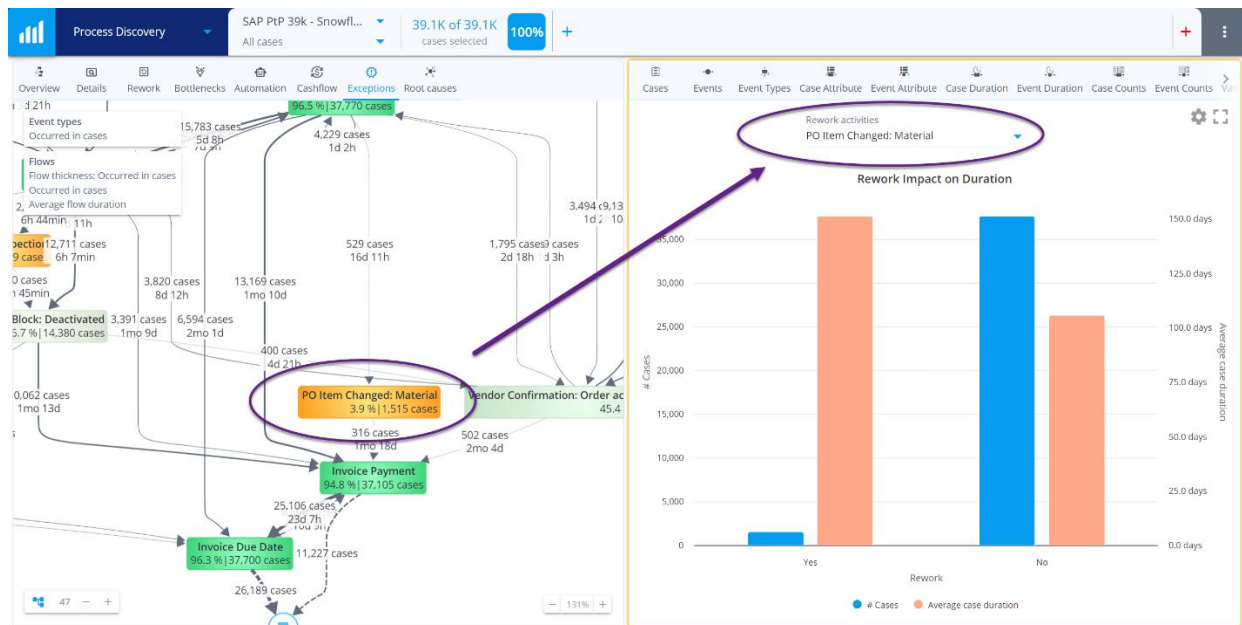 Process Discovery
SAP PtP 39k - Snowfl...
All cases
39.1K of 39.1K
cases selected
100%
+
+
Overview
Details
Rework
Bottlenecks
Automation
Cashflow
Exceptions
Root causes
96.5 %|37,770 cases
Event types
Occurred in cases
15,783 cases
5d 8h
4,229 cases
1d 2h
Flows
Flow thickness: Occurred in cases
Occurred in cases
Average flow duration
6h 44min
11h
12,711 cases
6h 7min
529 cases
16d 11h
1,795 cases
2d 18h
3,820 cases
8d 12h
13,169 cases
1mo 10d
45min
Block: Deactivated
14,380 cases
3,391 cases
1mo 9d
6,594 cases
2mo 1d
400 cases
4d 21h
PO Item Changed: Material
3.9 %|1,515 cases
Vendor Confirmation: Order ac
45.4
0,062 cases
1mo 13d
316 cases
1mo 18d
502 cases
2mo 4d
Invoice Payment
94.8 %|37,105 cases
25,106 cases
23d 7h
Invoice Due Date
96.3 %|37,700 cases
11,227 cases
26,189 cases
47 − +
− 131% +
Cases
Events
Event Types
Case Attribute
Event Attribute
Case Duration
Event Duration
Case Counts
Event Counts
Rework activities
PO Item Changed: Material
Rework Impact on Duration
35,000
30,000
25,000
20,000
15,000
10,000
5,000
0
# Cases
150.0 days
125.0 days
100.0 days
75.0 days
50.0 days
25.0 days
0.0 days
Average case duration
Yes
No
Rework
# Cases
Average case duration